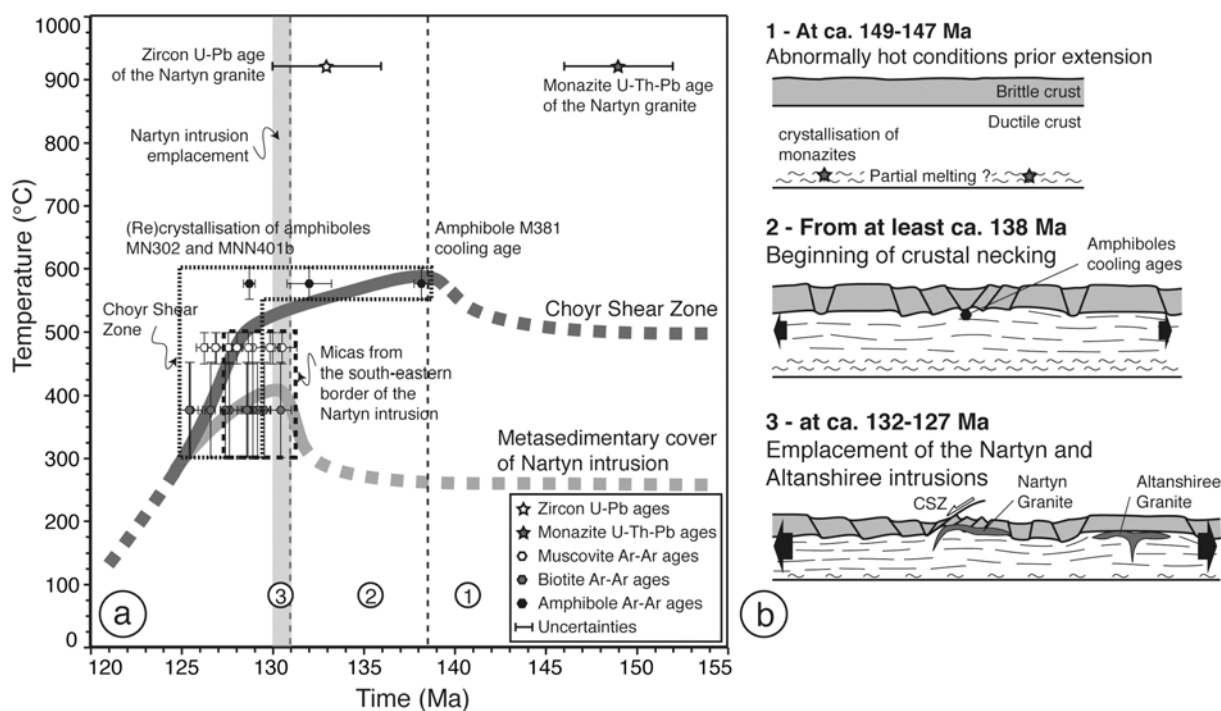 1000
900
800
700
600
500
400
300
200
100
0
Temperature (°C)
120
125
130
135
140
145
150
155
Time (Ma)
Zircon U-Pb age
of the Nartyn granite
Monazite U-Th-Pb age
of the Nartyn granite
Nartyn intrusion
emplacement
(Re)crystallisation of amphiboles
MN302 and MNN401b
Amphibole M381
cooling age
Choyr Shear
Zone
Choyr Shear Zone
Micas from
the south-eastern
border of the
Nartyn intrusion
Metasedimentary cover
of Nartyn intrusion
Zircon U-Pb ages
Monazite U-Th-Pb ages
Muscovite Ar-Ar ages
Biotite Ar-Ar ages
Amphibole Ar-Ar ages
Uncertainties
3
2
1
a
1 - At ca. 149-147 Ma
Abnormally hot conditions prior extension
Brittle crust
Ductile crust
crystallisation of
monazites
Partial melting ?
2 - From at least ca. 138 Ma
Beginning of crustal necking
Amphiboles
cooling ages
3 - at ca. 132-127 Ma
Emplacement of the Nartyn and
Altanshiree intrusions
CSZ
Nartyn
Granite
Altanshiree
Granite
b